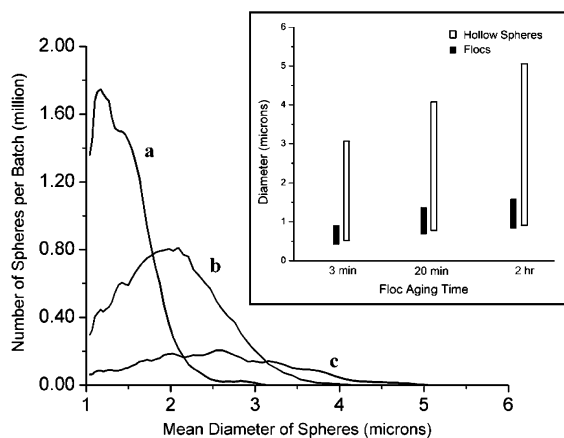 2.00
1.60
1.20
0.80
0.40
0.00
Number of Spheres per Batch (million)
a
b
c
1 2 3 4 5 6
Mean Diameter of Spheres (microns)
Hollow Spheres
Flocs
6
5
4
3
2
1
0
Diameter (microns)
3 min 20 min 2 hr
Floc Aging Time